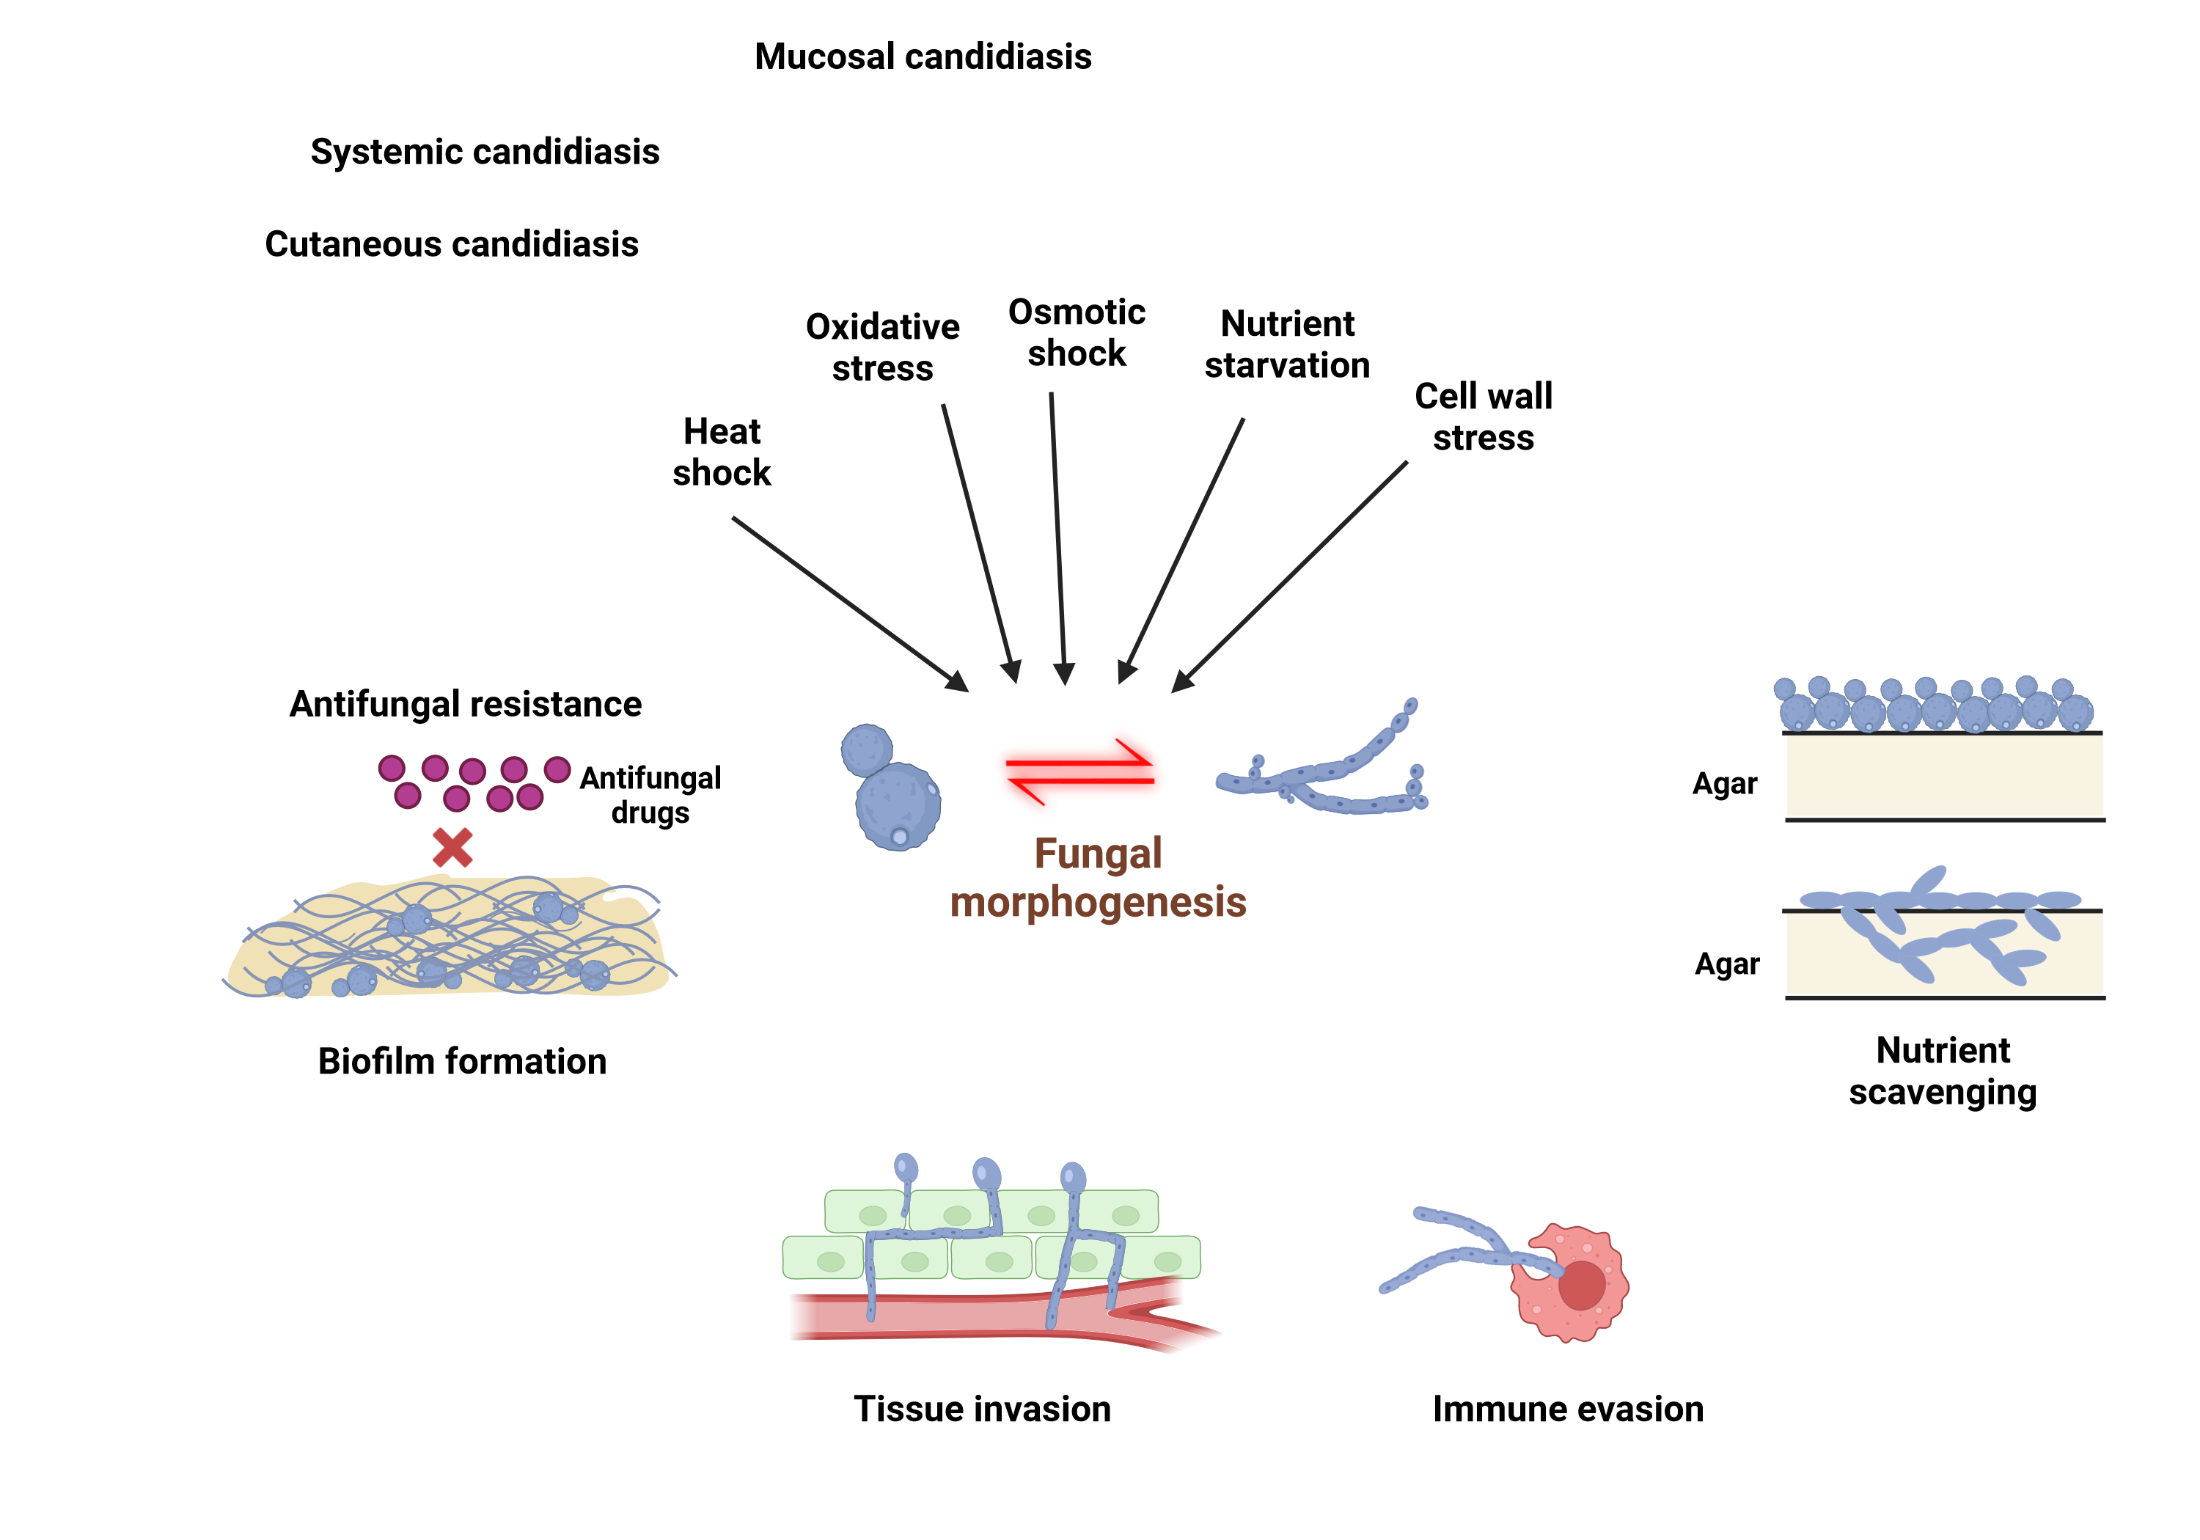 Mucosal candidiasis
Systemic candidiasis
Cutaneous candidiasis
Oxidative
stress
Osmotic
shock
Nutrient
starvation
Cell wall
stress
Heat
shock
Antifungal resistance
Antifungal
drugs
Biofilm formation
Fungal
morphogenesis
Agar
Agar
Nutrient
scavenging
Tissue invasion
Immune evasion